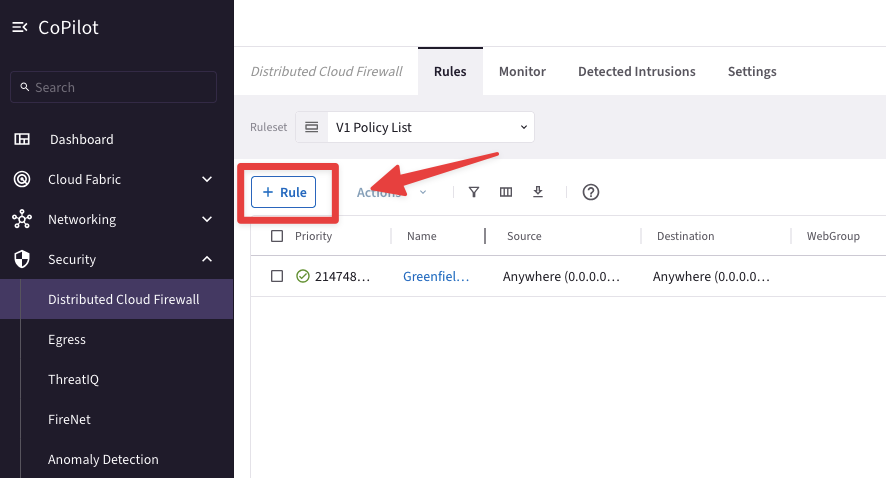 CoPilot
Search
Dashboard
Cloud Fabric
Networking
Security
Distributed Cloud Firewall
Egress
ThreatIQ
FireNet
Anomaly Detection
Distributed Cloud Firewall Rules Monitor Detected Intrusions Settings
Ruleset V1 Policy List
+ Rule Actions
Priority Name Source Destination WebGroup
214748... Greenfiel... Anywhere (0.0.0.0... Anywhere (0.0.0.0...